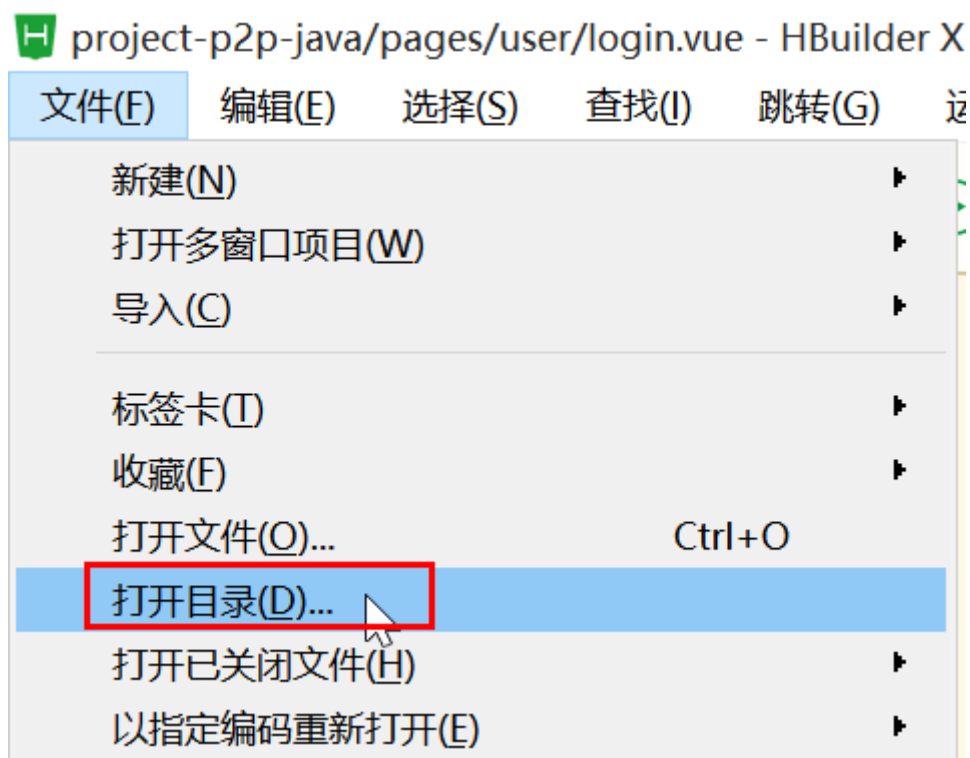 project-p2p-java/pages/user/login.vue - HBuilder X
文件(F) 编辑(E) 选择(S) 查找(I) 跳转(G)
新建(N)
打开多窗口项目(W)
导入(C)
标签卡(T)
收藏(F)
打开文件(O)... Ctrl+O
打开目录(D)...
打开已关闭文件(H)
以指定编码重新打开(E)